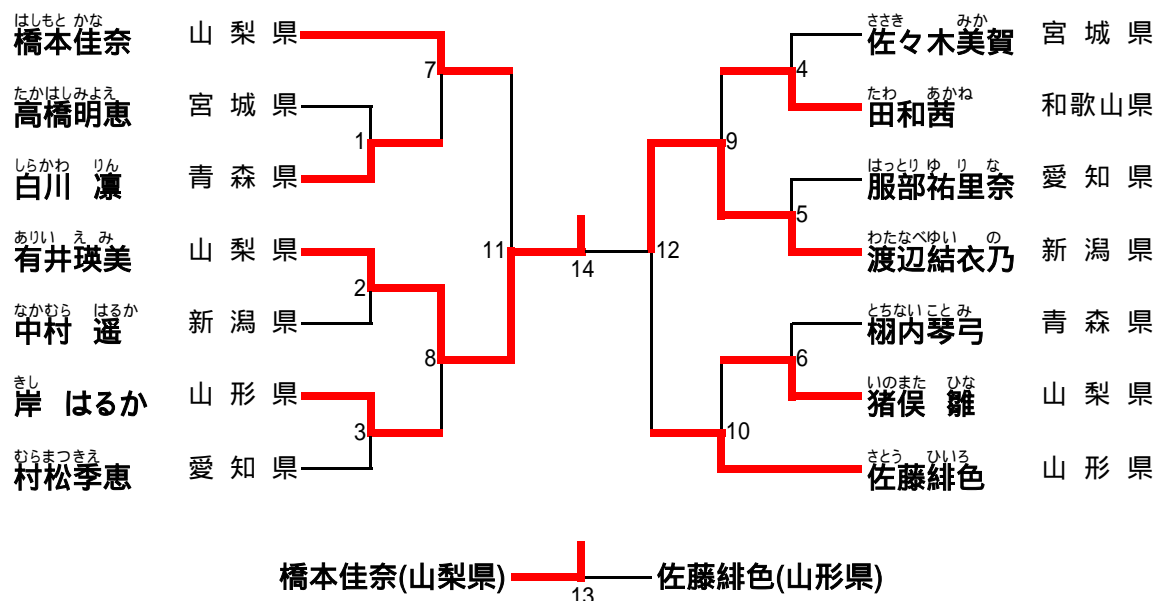 はしもと かな
橋本佳奈 山梨県
たかはしみよえ
高橋明恵 宮城県
しらかわ りん
白川 凛 青森県
ありい えみ
有井瑛美 山梨県
なかむら はるか
中村 遥 新潟県
きし
岸 はるか 山形県
むらまつきえ
村松季恵 愛知県
7
1
2
8
3
11
14
12
4
9
5
6
10
ささき みか
佐々木美賀 宮城県
たわ あかね
田和茜 和歌山県
はっとり ゆりな
服部祐里奈 愛知県
わたなべゆい の
渡辺結衣乃 新潟県
とちない ことみ
栩内琴弓 青森県
いのまた ひな
猪俣 雛 山梨県
さとう ひいろ
佐藤緋色 山形県
橋本佳奈(山梨県) 佐藤緋色(山形県)
13